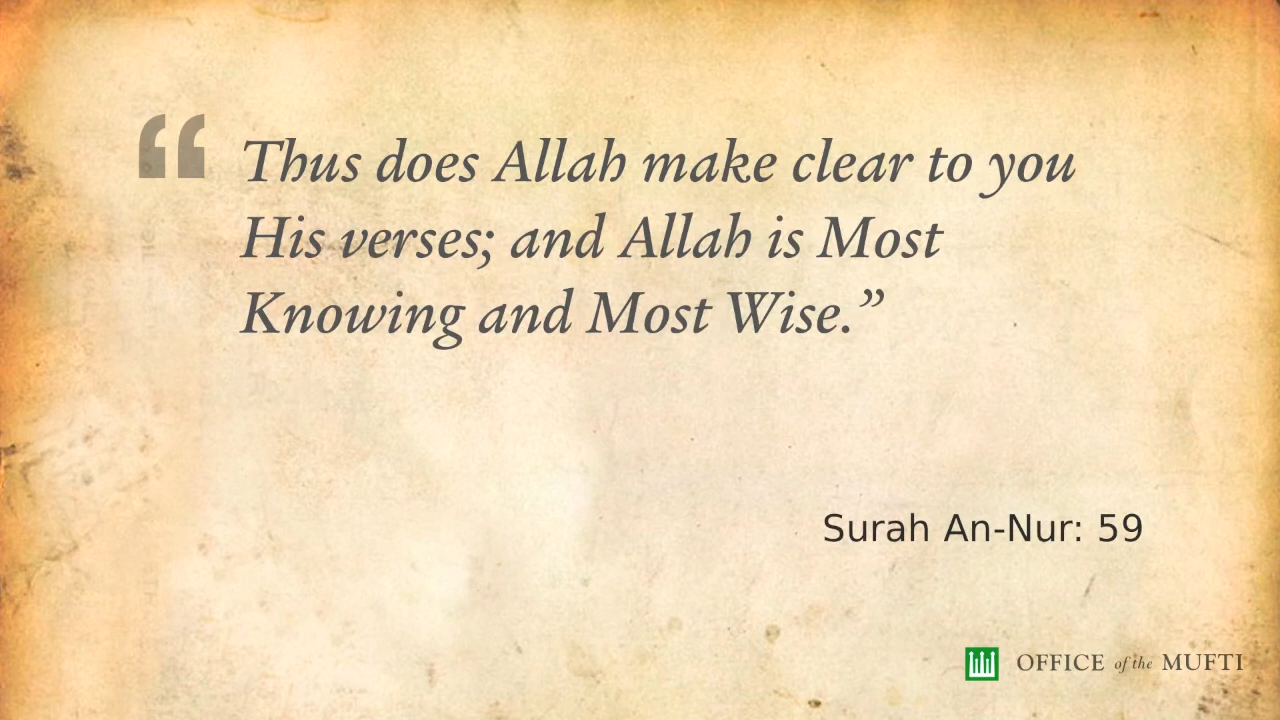 “Thus does Allah make clear to you
His verses; and Allah is Most
Knowing and Most Wise.”
Surah An-Nur: 59
OFFICE of the MUFTI